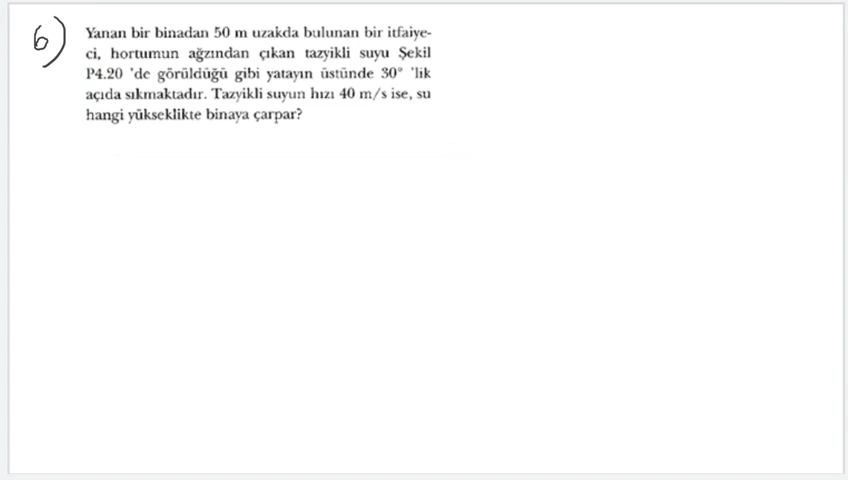 6)
Yanan bir binadan 50 m uzakda bulunan bir itfaiye-
ci, hortumun ağzından çıkan tazyikli suyu Şekil
P4.20 'de görüldüğü gibi yatayın üstünde 30° 'lik
açıda sıkmaktadır. Tazyikli suyun hızı 40 m/s ise, su
hangi yükseklikte binaya çarpar?